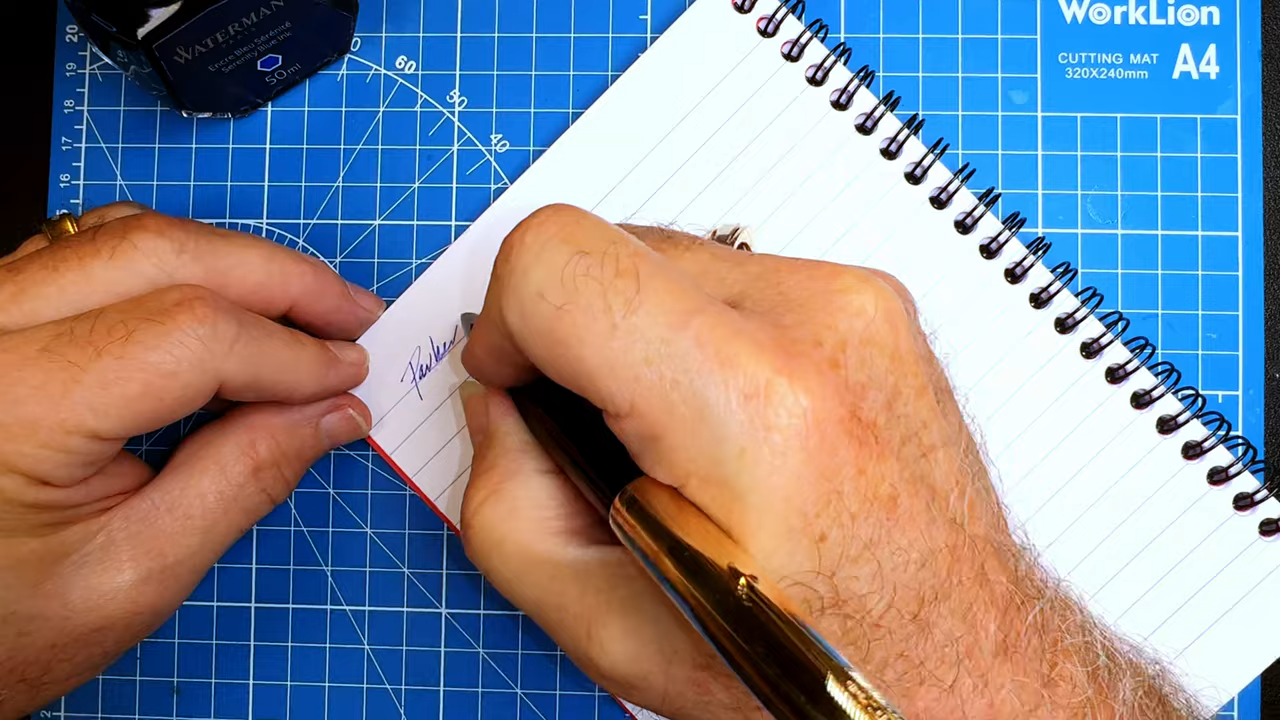 WATERMAN
PARIS
Encre Bleu Sérénité
Serenity Blue Ink
50 ml
WorkLion
CUTTING MAT
320X240mm
A4
20
19
18
17
16
60
50
40
Parker